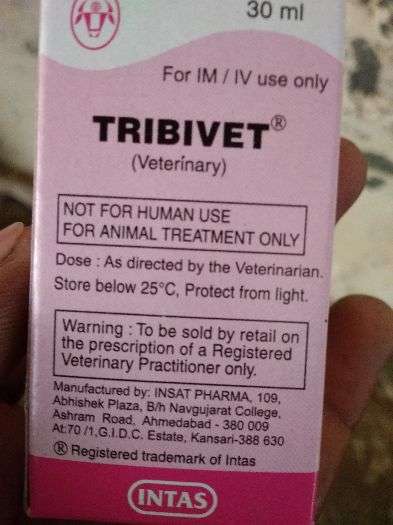 30 ml
For IM / IV use only
TRIBIVET®
(Veterinary)
NOT FOR HUMAN USE
FOR ANIMAL TREATMENT ONLY
Dose : As directed by the Veterinarian.
Store below 25°C, Protect from light.
Warning : To be sold by retail on
the prescription of a Registered
Veterinary Practitioner only.
Manufactured by: INSAT PHARMA, 109,
Abhishek Plaza, B/h Navgujarat College,
Ashram Road, Ahmedabad - 380 009
At:70 /1,G.I.D.C. Estate, Kansari-388 630
® Registered trademark of Intas
INTAS